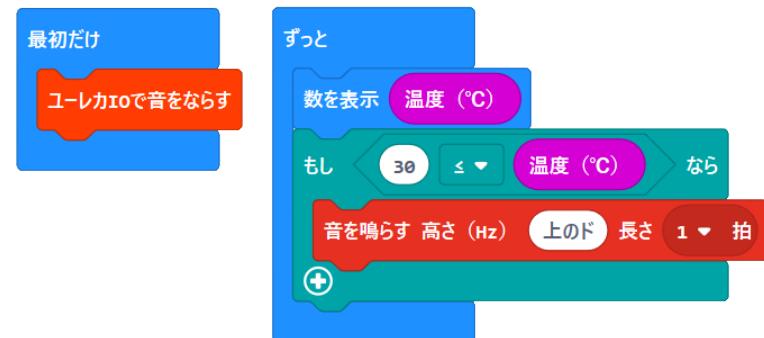 最初だけ
ユーレカIOで音をならす
ずっと
数を表示 温度（℃）
もし 30 ≤ 温度（℃） なら
音を鳴らす 高さ（Hz） 上のド 長さ 1 拍